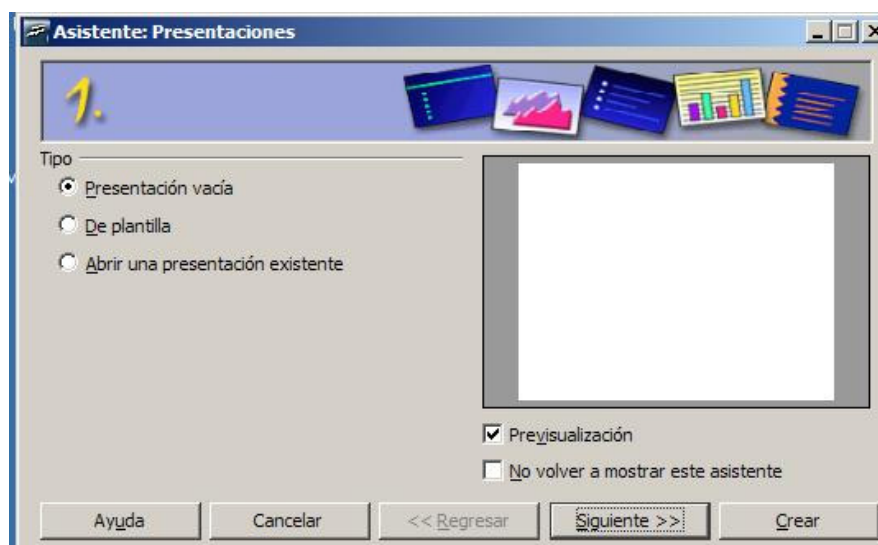 Asistente: Presentaciones
1.
Tipo
Presentación vacía
De plantilla
Abrir una presentación existente
Previsualización
No volver a mostrar este asistente
Ayuda Cancelar << Regresar Siguiente >> Crear